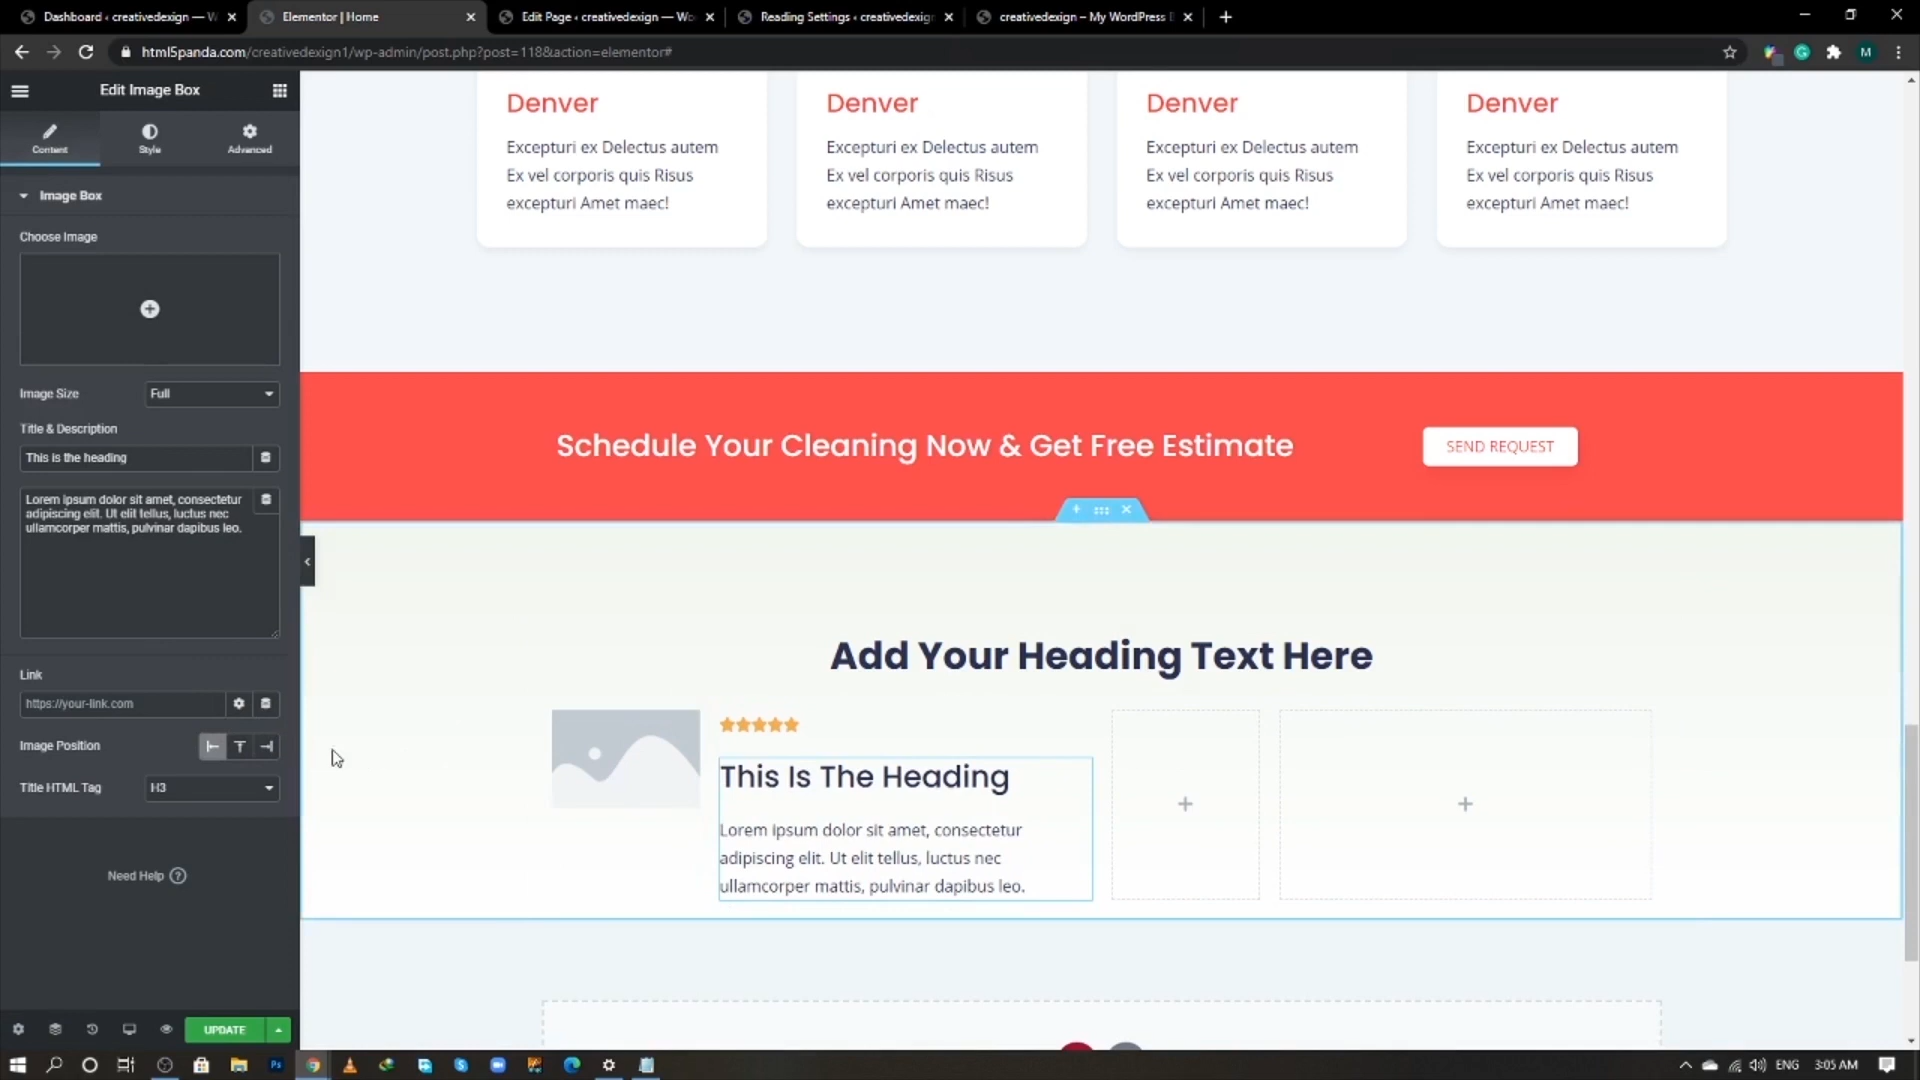 Dashboard ‹ creativedexign — W
Elementor | Home
Edit Page ‹ creativedexign — Wo
Reading Settings ‹ creativedexign
creativedexign – My WordPress B
html5panda.com/creativedexign1/wp-admin/post.php?post=118&action=elementor#
M
Edit Image Box
Content
Style
Advanced
Image Box
Choose Image
Image Size
Full
Title & Description
This is the heading
Lorem ipsum dolor sit amet, consectetur
adipiscing elit. Ut elit tellus, luctus nec
ullamcorper mattis, pulvinar dapibus leo.
Link
https://your-link.com
Image Position
Title HTML Tag
H3
Need Help
UPDATE
Denver
Excepturi ex Delectus autem
Ex vel corporis quis Risus
excepturi Amet maec!
Denver
Excepturi ex Delectus autem
Ex vel corporis quis Risus
excepturi Amet maec!
Denver
Excepturi ex Delectus autem
Ex vel corporis quis Risus
excepturi Amet maec!
Denver
Excepturi ex Delectus autem
Ex vel corporis quis Risus
excepturi Amet maec!
Schedule Your Cleaning Now & Get Free Estimate
SEND REQUEST
Add Your Heading Text Here
This Is The Heading
Lorem ipsum dolor sit amet, consectetur
adipiscing elit. Ut elit tellus, luctus nec
ullamcorper mattis, pulvinar dapibus leo.
Ps
ENG
3:05 AM